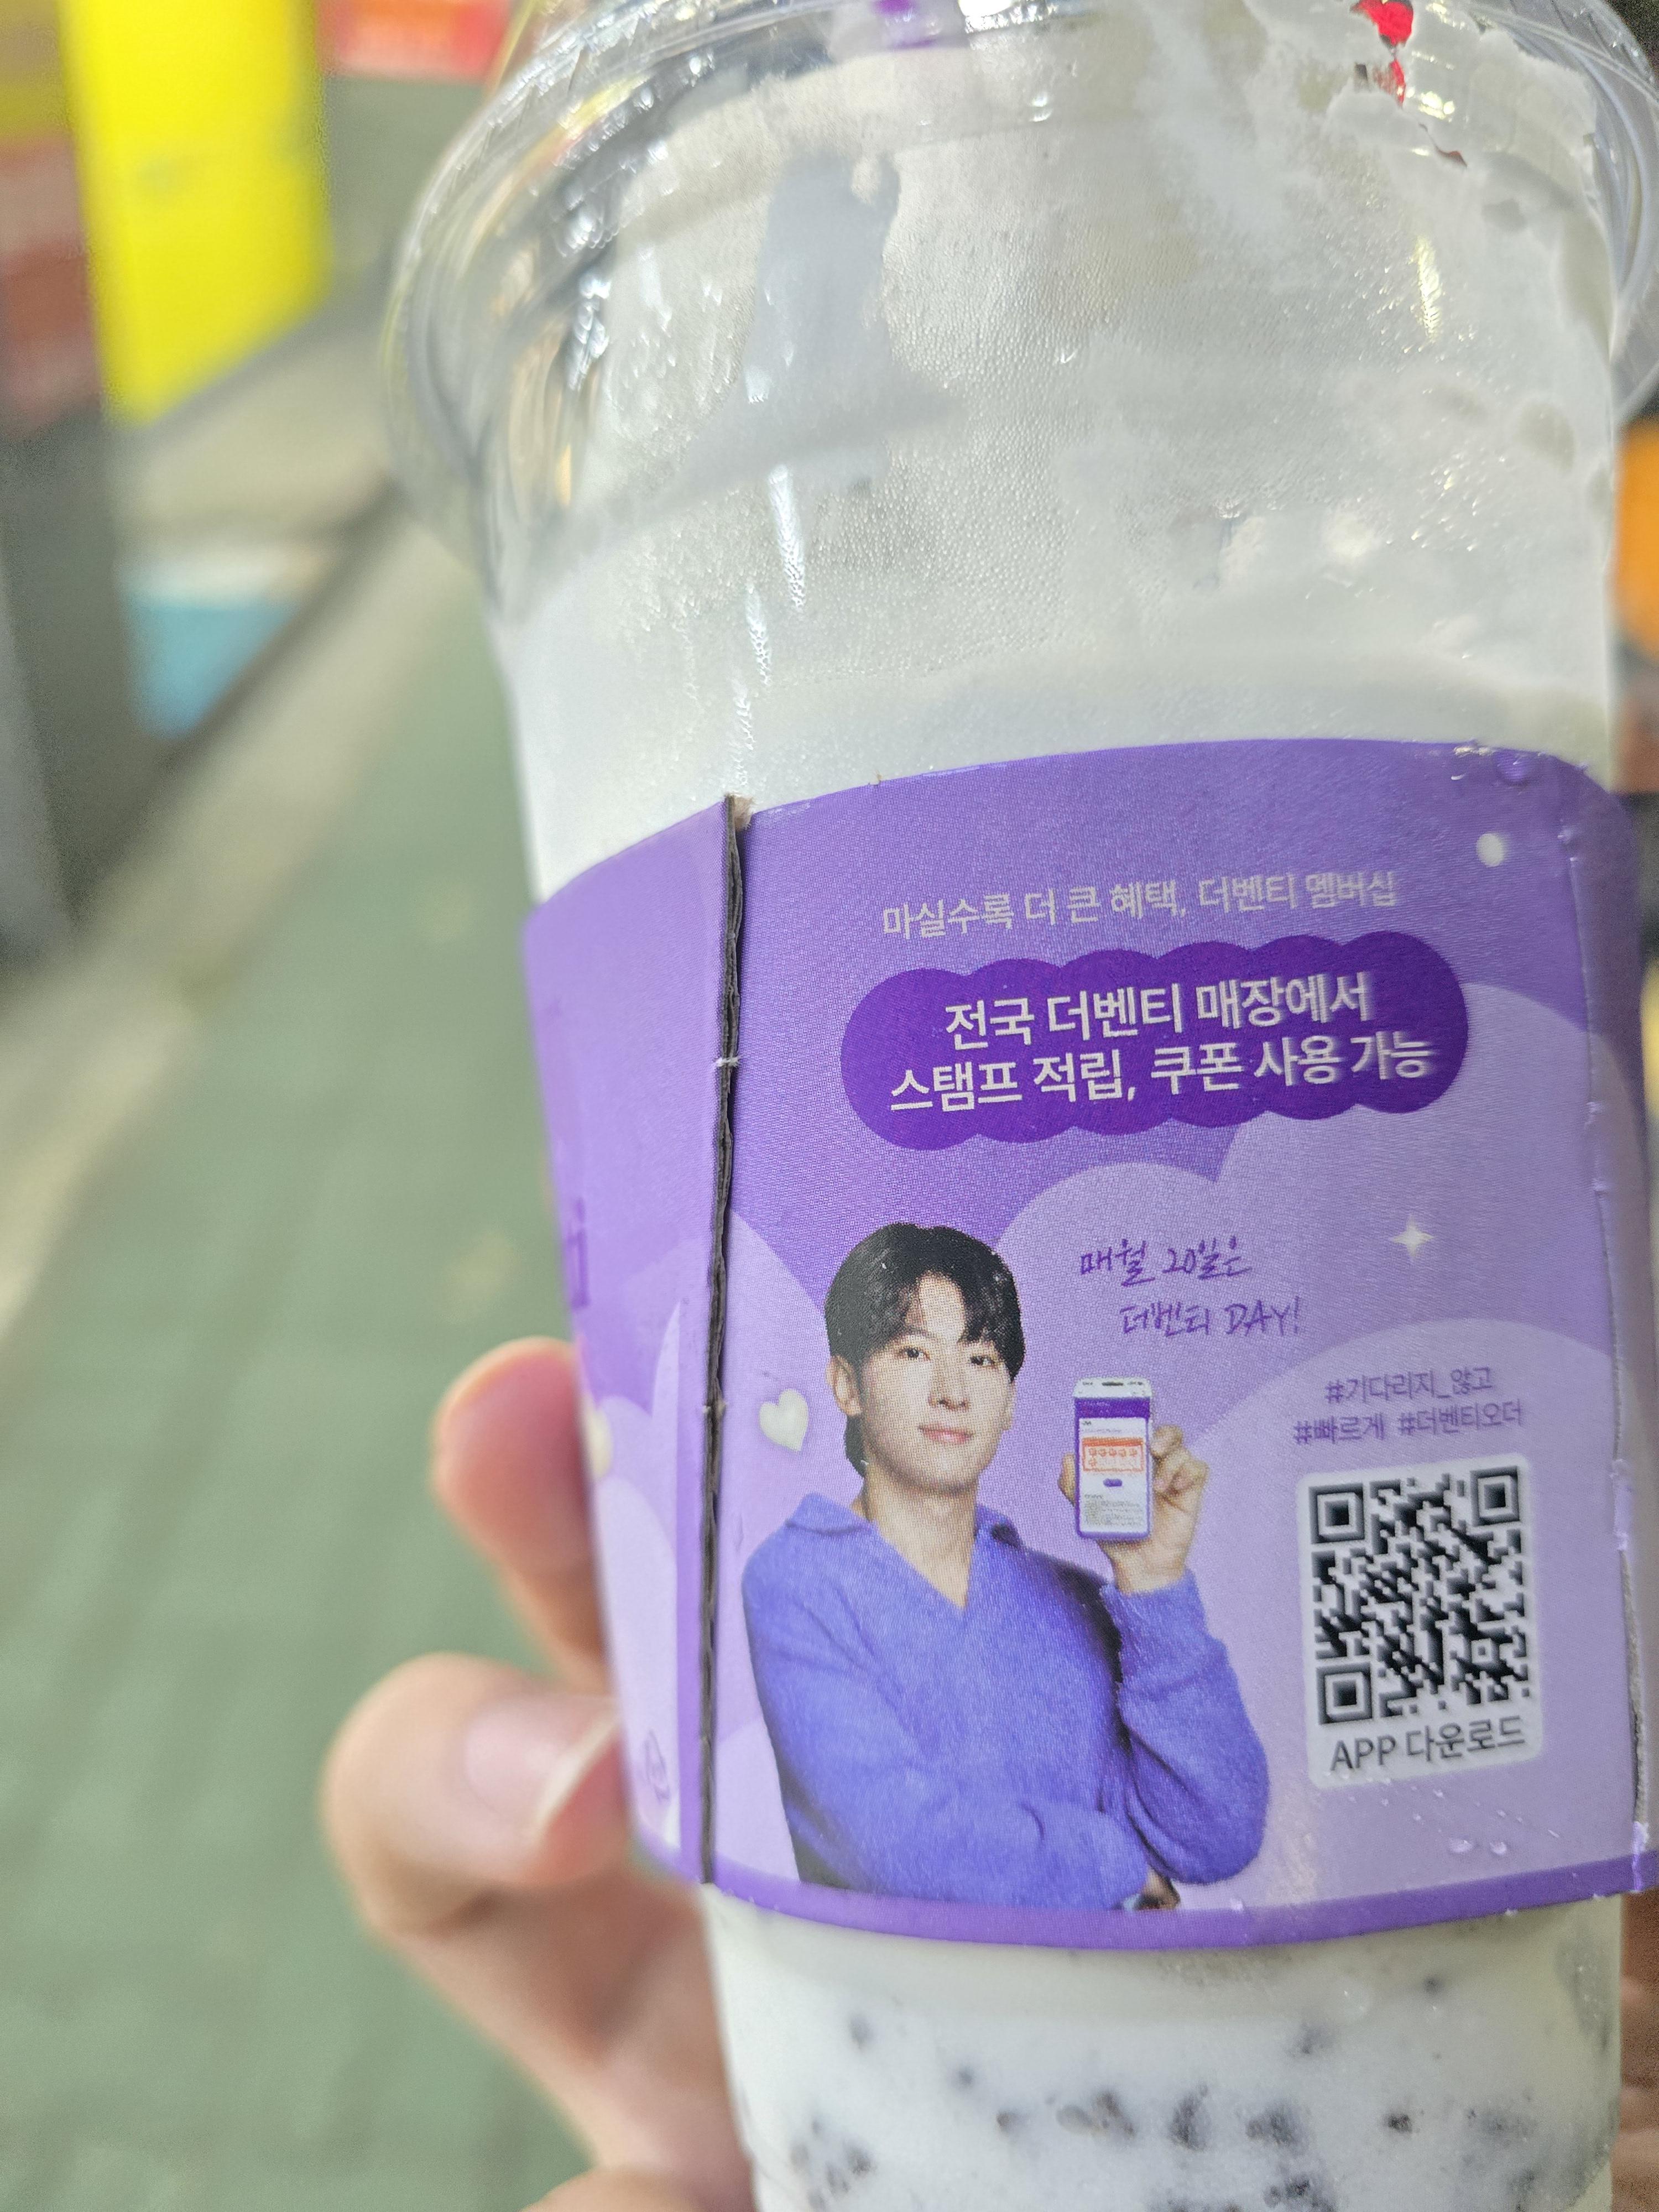 마실수록 더 큰 혜택, 더벤티 멤버십
전국 더벤티 매장에서
스탬프 적립, 쿠폰 사용 가능
매월 20일은
더벤티 DAY!
#기다리지_않고
#빠르게 #더벤티오더
APP 다운로드